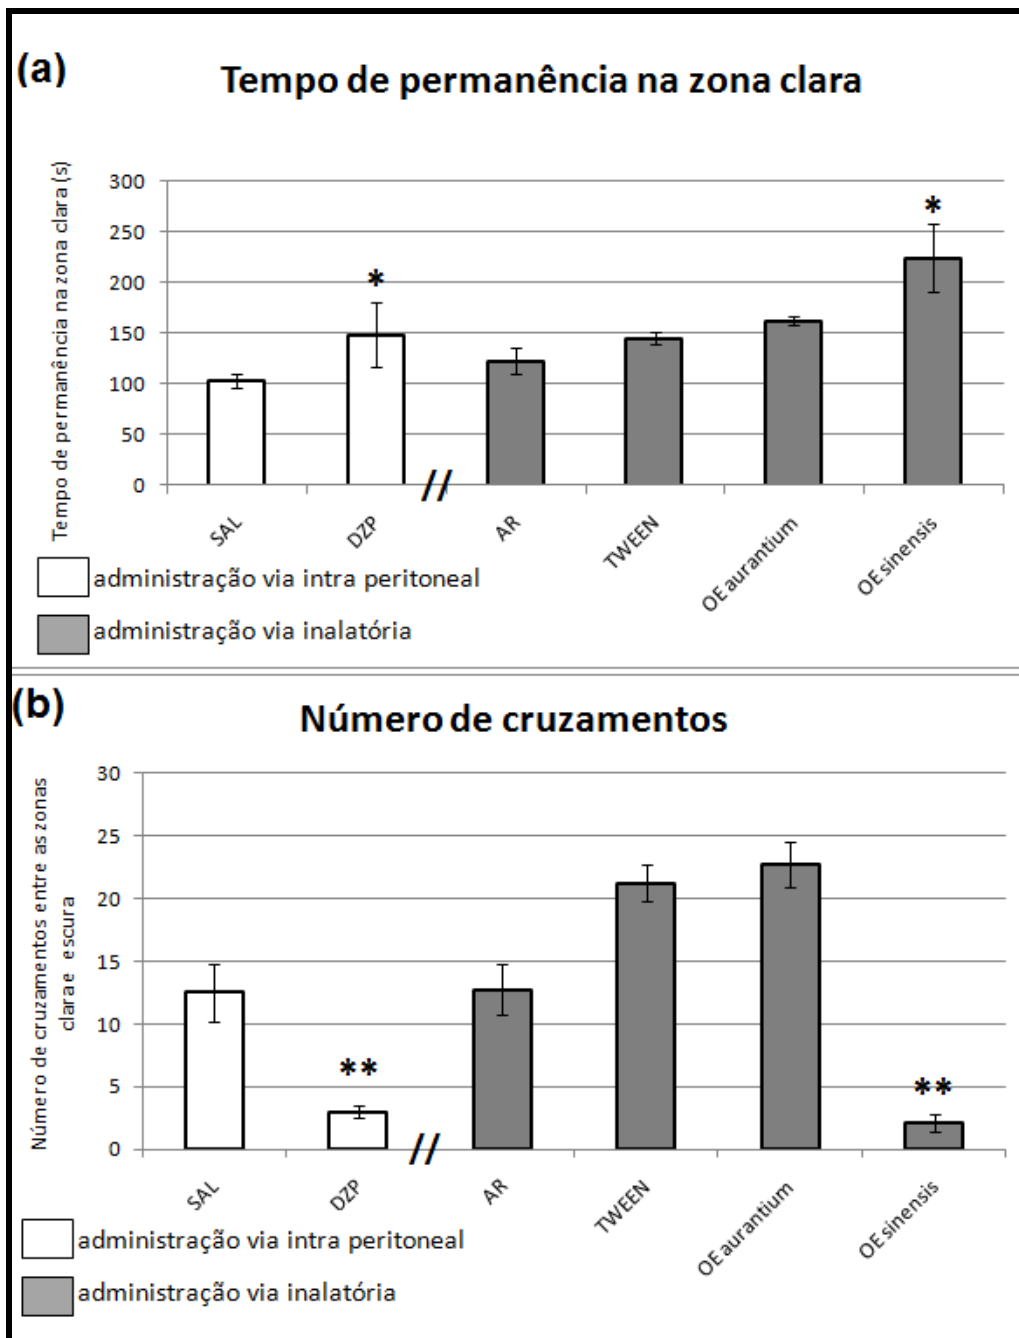 (a)
Tempo de permanência na zona clara
Tempo de permanência na zona clara (s)
300
250
200
150
100
50
0
*
*
//
SAL
DZP
AR
TWEEN
OE aurantium
OE sinensis
administração via intra peritoneal
administração via inalatória
(b)
Número de cruzamentos
Número de cruzamentos entre as zonas
clara e escura
30
25
20
15
10
5
0
**
**
//
SAL
DZP
AR
TWEEN
OE aurantium
OE sinensis
administração via intra peritoneal
administração via inalatória